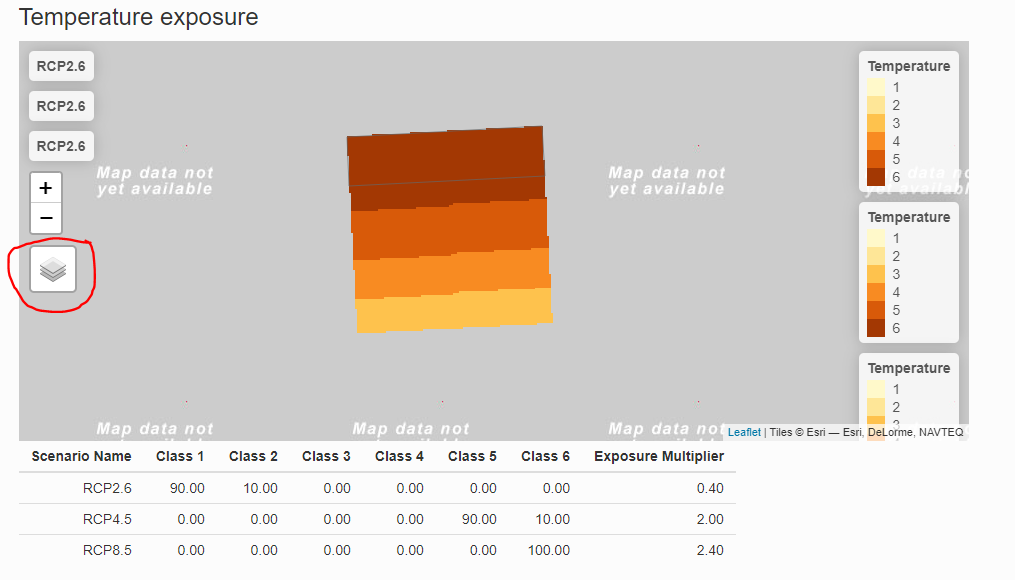 Temperature exposure
RCP2.6
RCP2.6
RCP2.6
+
−
Map data not
yet available
Map data not
yet available
Map data no
yet availabl
Map data not
Map data not
Map data not
Temperature
1
2
3
4
5
6
Temperature
1
2
3
4
5
6
Temperature
1
2
3
Leaflet | Tiles © Esri — Esri, DeLorme, NAVTEQ
Scenario Name Class 1 Class 2 Class 3 Class 4 Class 5 Class 6 Exposure Multiplier
RCP2.6 90.00 10.00 0.00 0.00 0.00 0.00 0.40
RCP4.5 0.00 0.00 0.00 0.00 90.00 10.00 2.00
RCP8.5 0.00 0.00 0.00 0.00 0.00 100.00 2.40